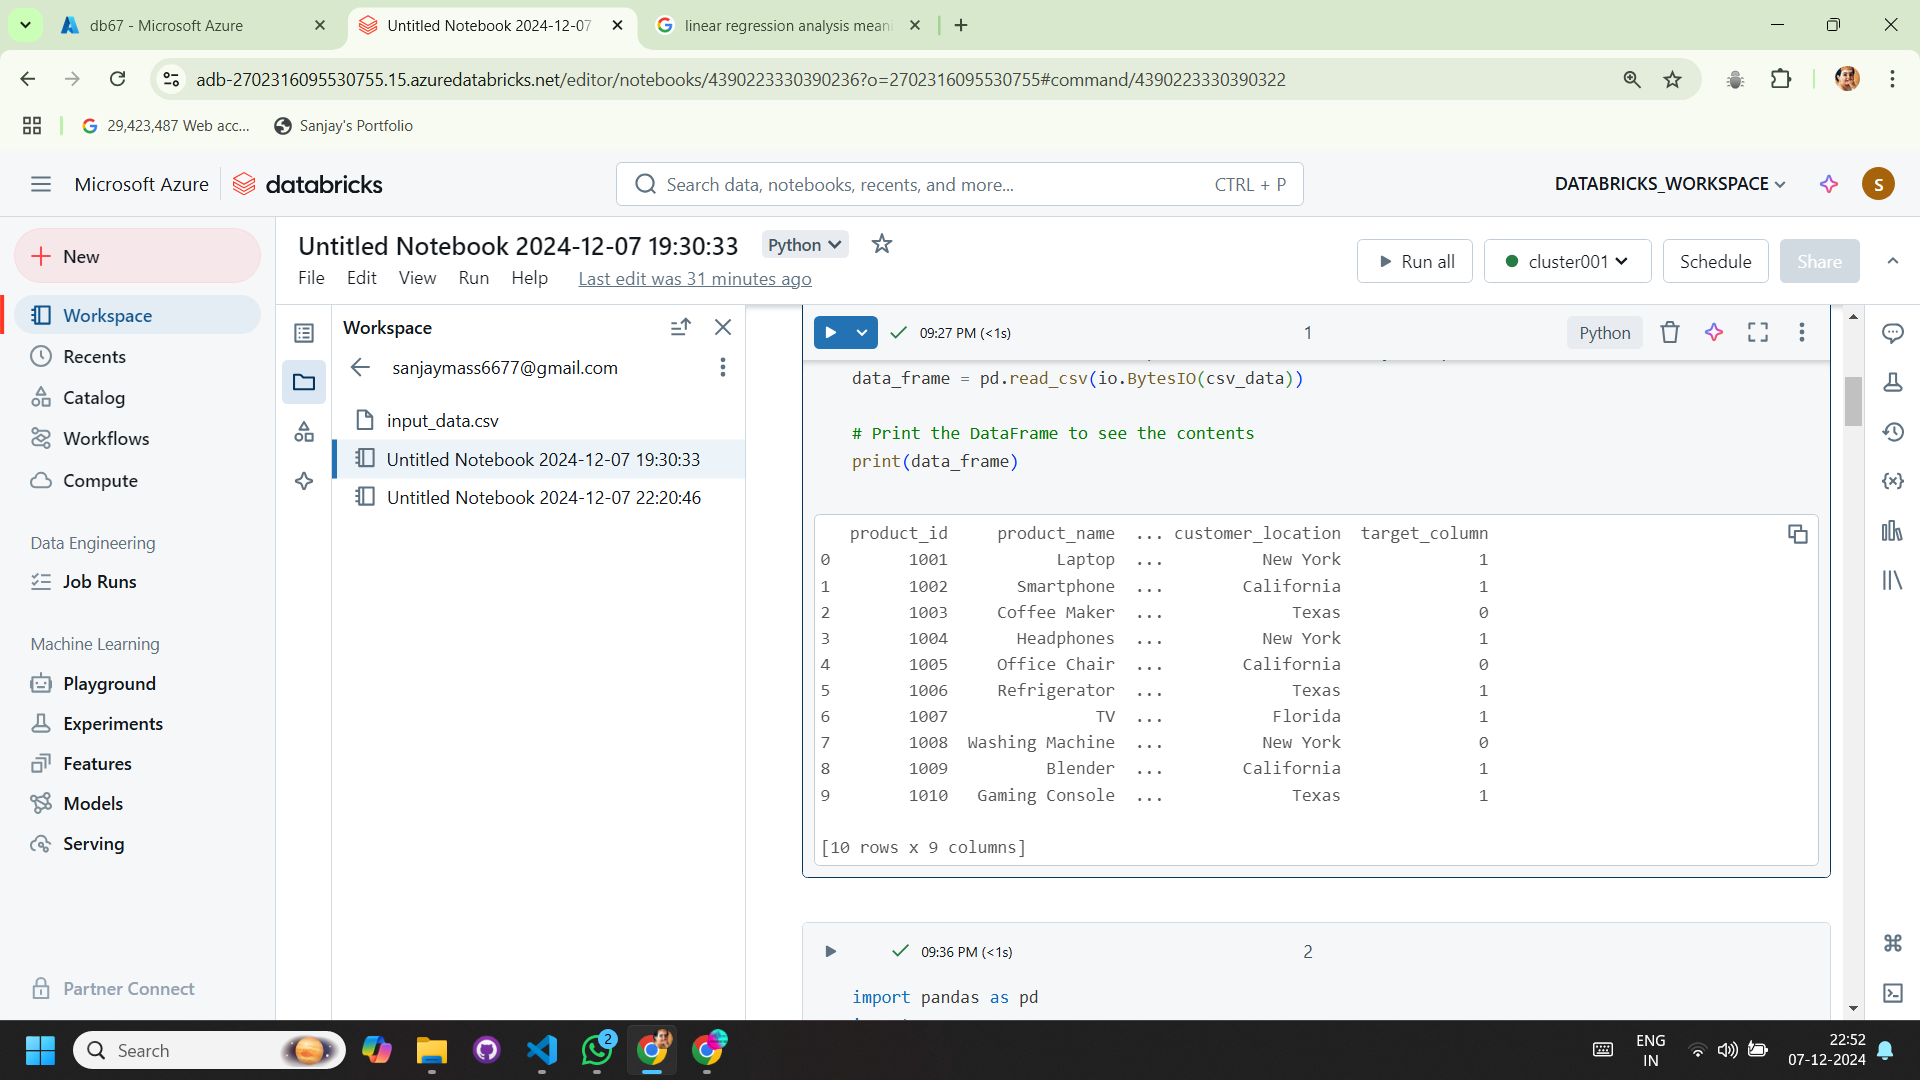 db67 - Microsoft Azure
Untitled Notebook 2024-12-07
linear regression analysis meani
adb-2702316095530755.15.azuredatabricks.net/editor/notebooks/4390223330390236?o=2702316095530755#command/4390223330390322
29,423,487 Web acc...
Sanjay's Portfolio
Microsoft Azure
databricks
Search data, notebooks, recents, and more...
CTRL + P
DATABRICKS_WORKSPACE
S
New
Workspace
Recents
Catalog
Workflows
Compute
Data Engineering
Job Runs
Machine Learning
Playground
Experiments
Features
Models
Serving
Partner Connect
Untitled Notebook 2024-12-07 19:30:33
Python
File Edit View Run Help Last edit was 31 minutes ago
Run all
cluster001
Schedule
Share
Workspace
sanjaymass6677@gmail.com
input_data.csv
Untitled Notebook 2024-12-07 19:30:33
Untitled Notebook 2024-12-07 22:20:46
09:27 PM (<1s)
1
Python
data_frame = pd.read_csv(io.BytesIO(csv_data))
# Print the DataFrame to see the contents
print(data_frame)
product_id product_name ... customer_location target_column
0 1001 Laptop ... New York 1
1 1002 Smartphone ... California 1
2 1003 Coffee Maker ... Texas 0
3 1004 Headphones ... New York 1
4 1005 Office Chair ... California 0
5 1006 Refrigerator ... Texas 1
6 1007 TV ... Florida 1
7 1008 Washing Machine ... New York 0
8 1009 Blender ... California 1
9 1010 Gaming Console ... Texas 1
[10 rows x 9 columns]
09:36 PM (<1s)
2
import pandas as pd
Search
2
ENG
IN
22:52
07-12-2024